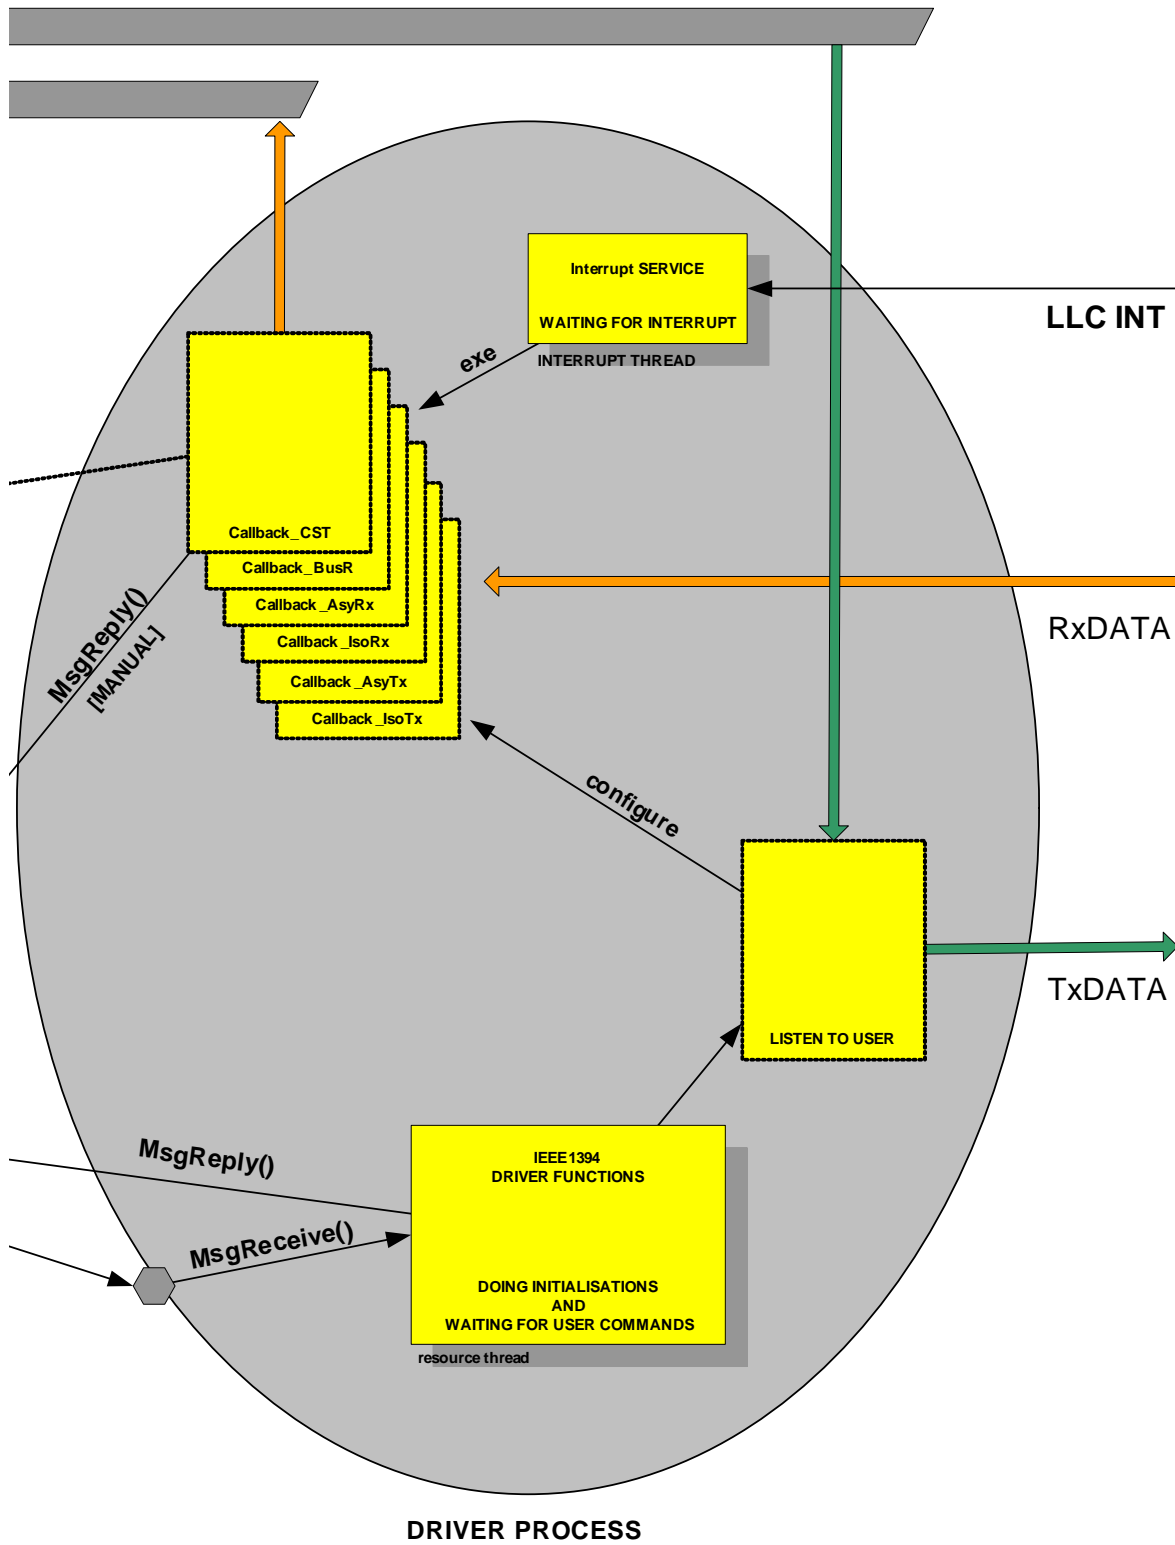 Interrupt SERVICE
WAITING FOR INTERRUPT
INTERRUPT THREAD
LLC INT
exe
Callback_CST
Callback_BusR
Callback_AsyRx
Callback_IsoRx
Callback_AsyTx
Callback_IsoTx
MsgReply()
[MANUAL]
RxDATA
configure
LISTEN TO USER
TxDATA
MsgReply()
MsgReceive()
IEEE1394
DRIVER FUNCTIONS
DOING INITIALISATIONS
AND
WAITING FOR USER COMMANDS
resource thread
DRIVER PROCESS